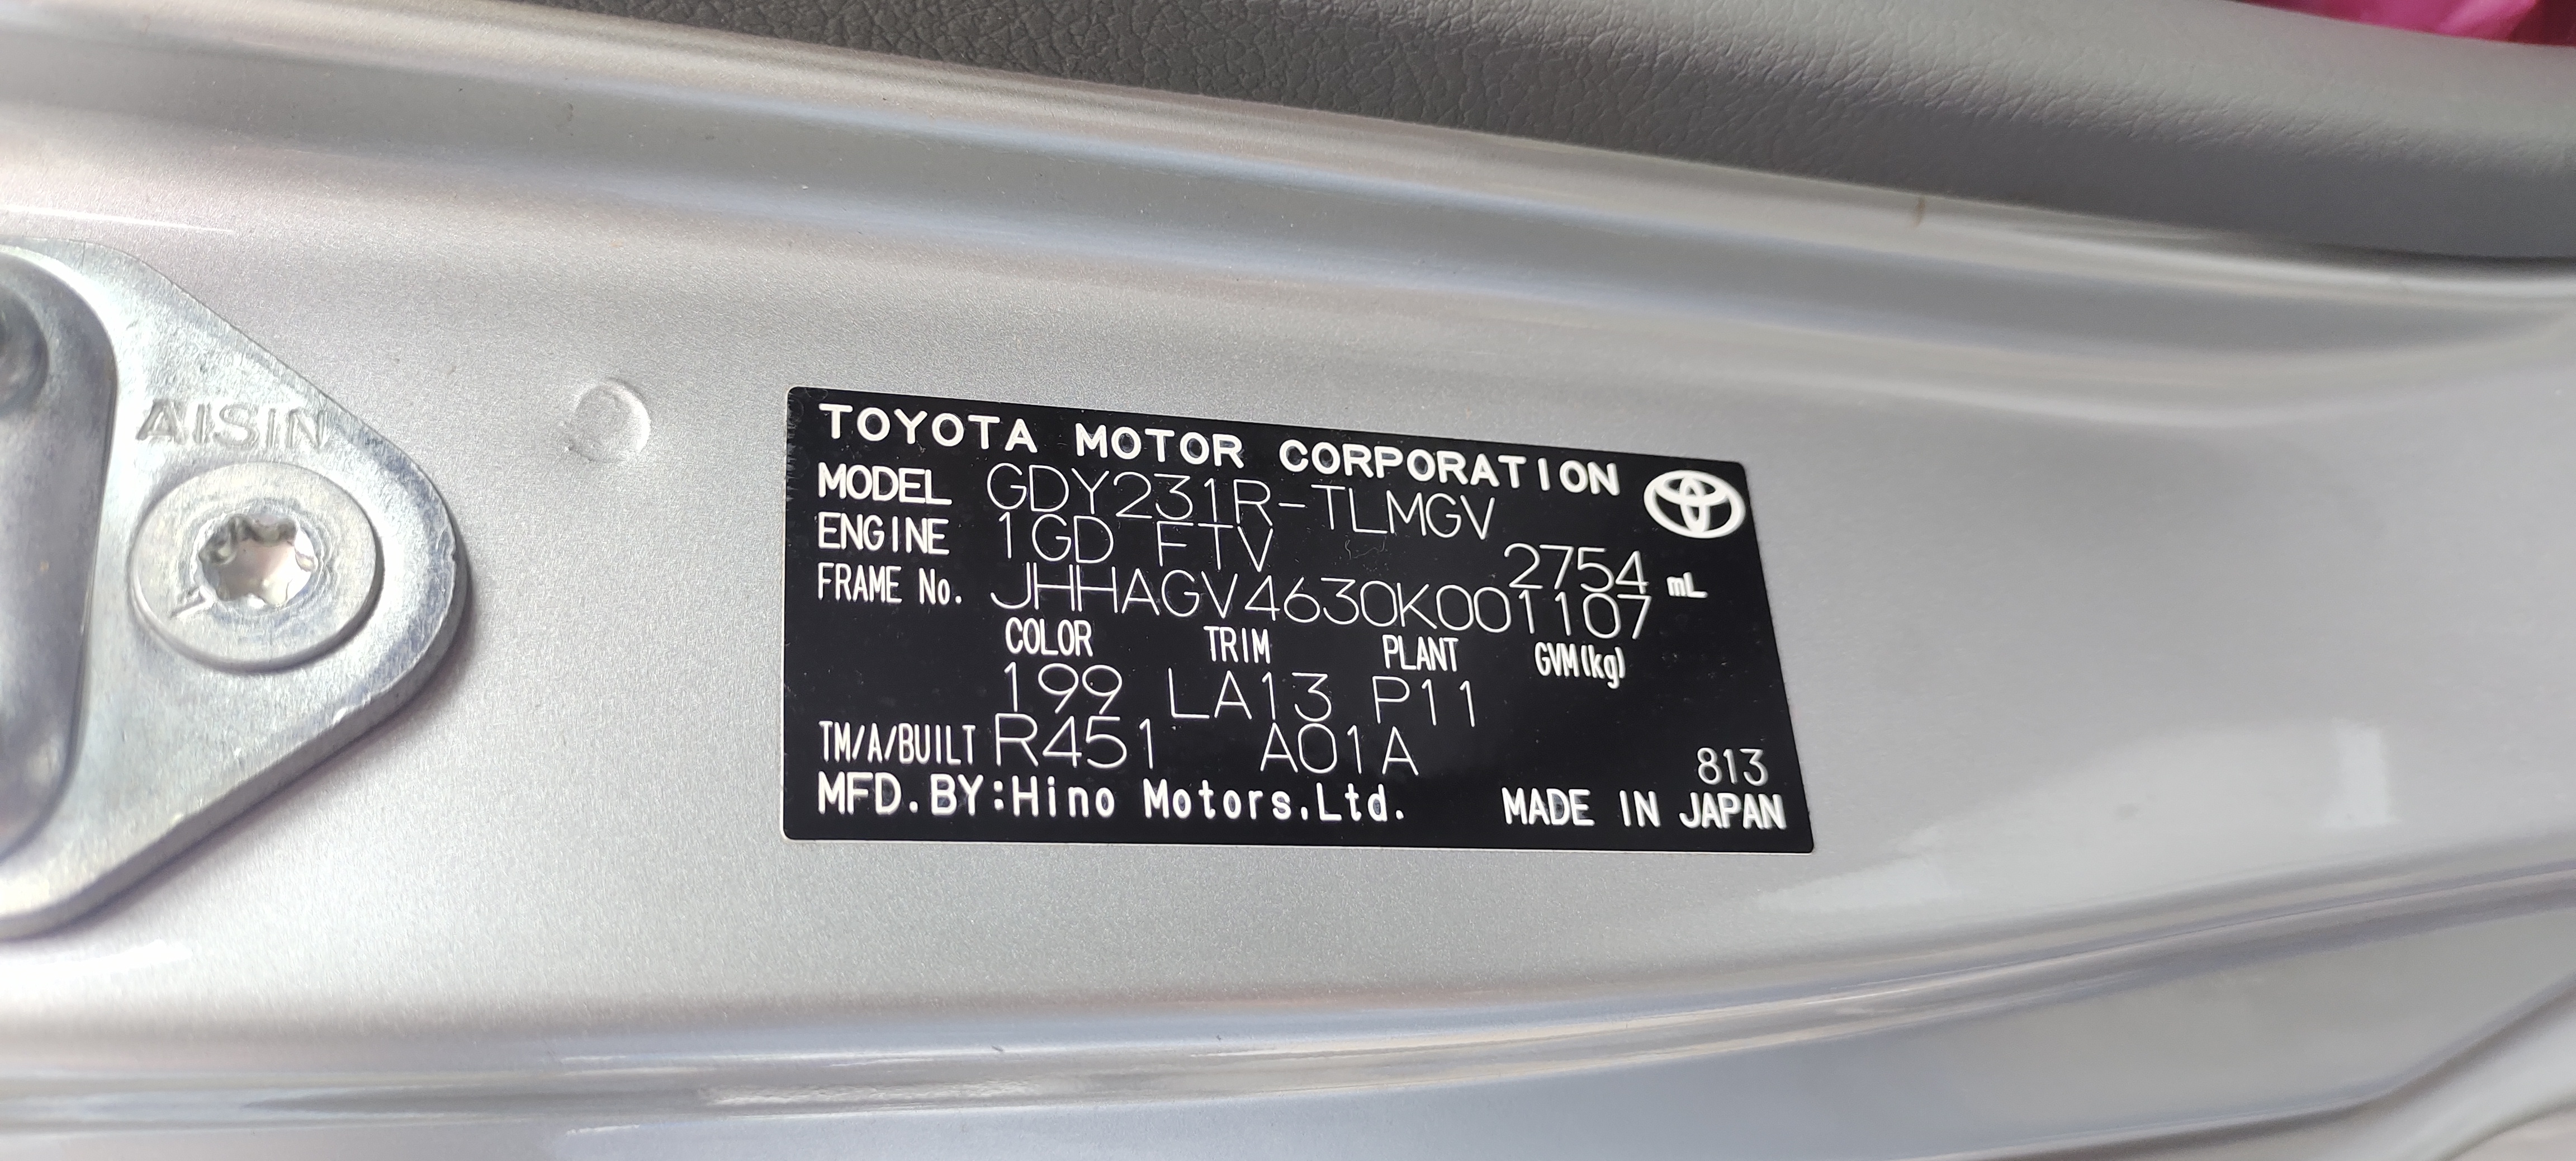 AISIN
TOYOTA MOTOR CORPORATION
MODEL GDY231R-TLMGV
ENGINE 1GD FTV 2754 mL
FRAME No. JHHAGV4630K001107
COLOR TRIM PLANT GVM(kg)
199 LA13 P11
TM/A/BUILT R451 A01A 813
MFD.BY:Hino Motors,Ltd. MADE IN JAPAN